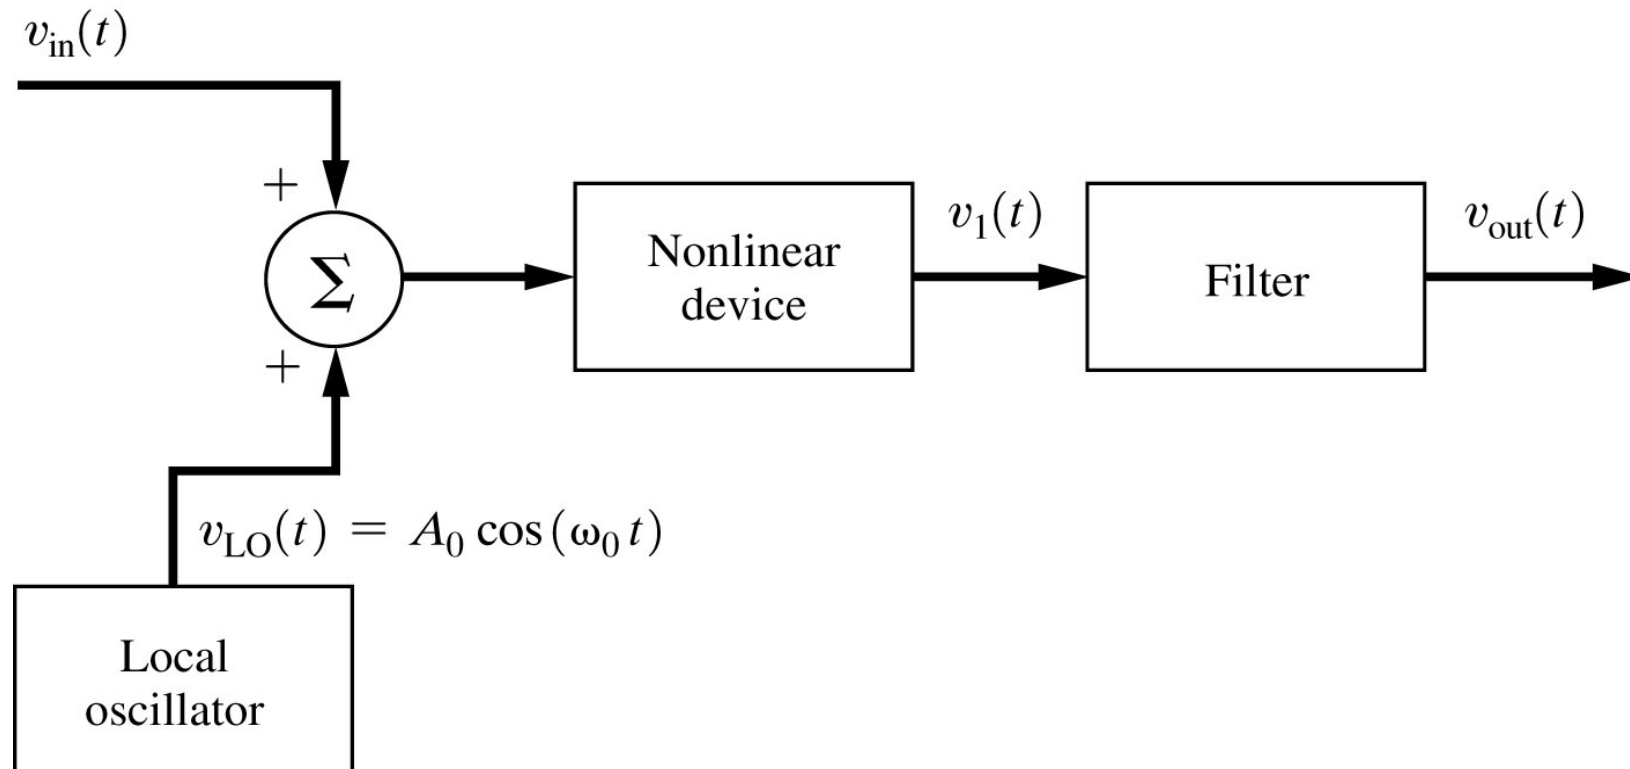 v_in(t)
+
Σ
+
Nonlinear
device
v_1(t)
Filter
v_out(t)
v_LO(t) = A_0 cos(ω_0 t)
Local
oscillator